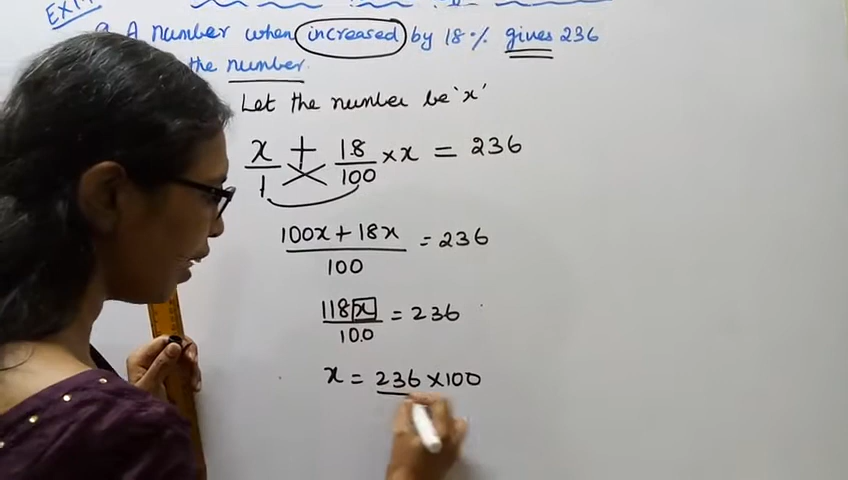 A number when increased by 18% gives 236
the number.
Let the number be 'x'
x/1 + 18/100 × x = 236
100x + 18x / 100 = 236
118x / 100 = 236
x = 236 × 100